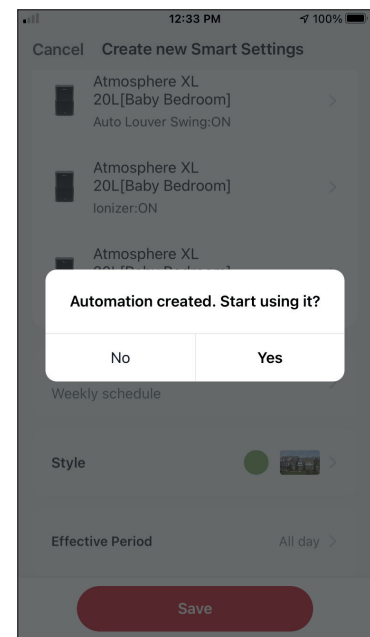 12:33 PM
100%
Cancel Create new Smart Settings
Atmosphere XL
20L[Baby Bedroom]
Auto Louver Swing:ON
Atmosphere XL
20L[Baby Bedroom]
Ionizer:ON
Atmosphere XL
Automation created. Start using it?
No Yes
Weekly schedule
Style
Effective Period All day
Save